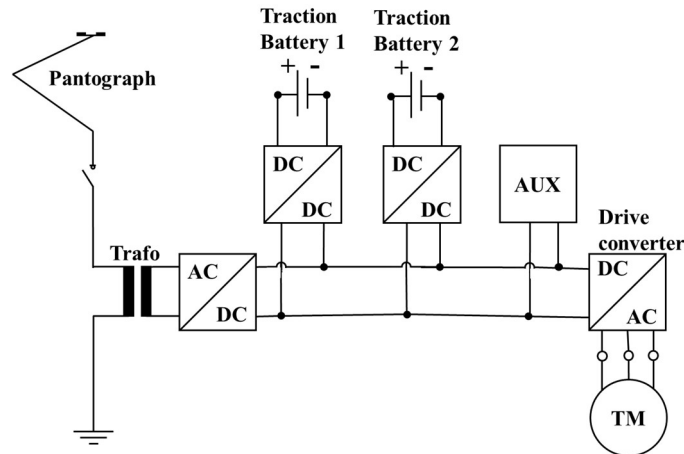 Traction
Battery 1
Traction
Battery 2
+ -
+ -
Pantograph
DC
DC
DC
DC
AUX
Drive
converter
Trafo
AC
DC
DC
AC
TM